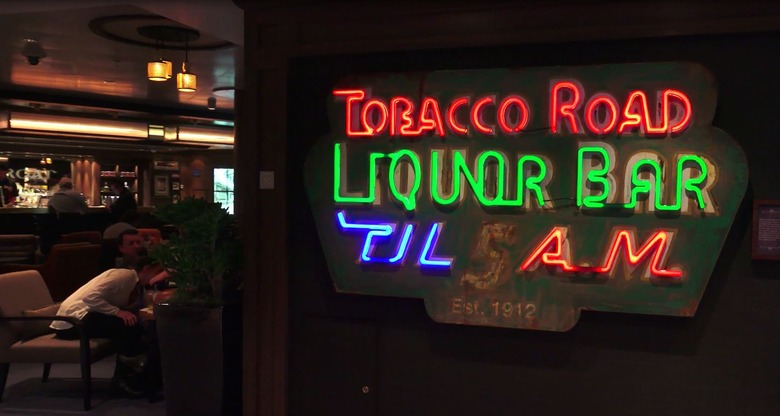 TOBACCO ROAD
LIQUOR BAR
'TIL 5 A.M.
Est. 1912